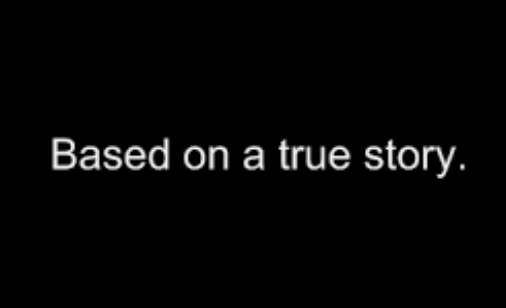 Based on a true story.